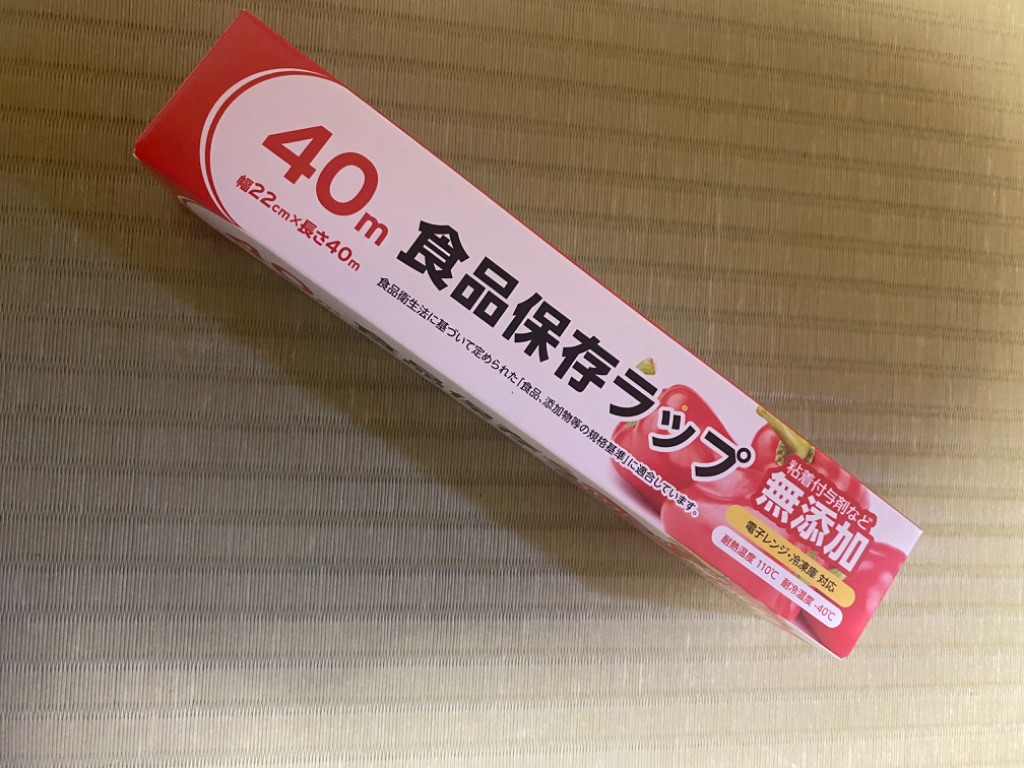 40m
幅22cm×長さ40m
食品保存ラップ
食品衛生法に基づいて定められた「食品、添加物等の規格基準」に適合しています。
粘着付与剤など
無添加
電子レンジ・冷凍庫 対応
耐熱温度 110℃ 耐冷温度 -40℃